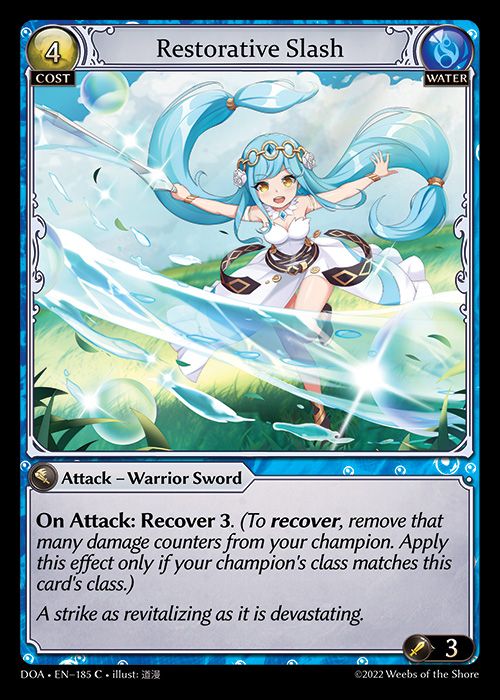 4
Restorative Slash
COST
WATER
Attack – Warrior Sword
On Attack: Recover 3. (To recover, remove that
many damage counters from your champion. Apply
this effect only if your champion's class matches this
card's class.)
A strike as revitalizing as it is devastating.
3
DOA • EN–185 C • illust: 道漫
©2022 Weebs of the Shore